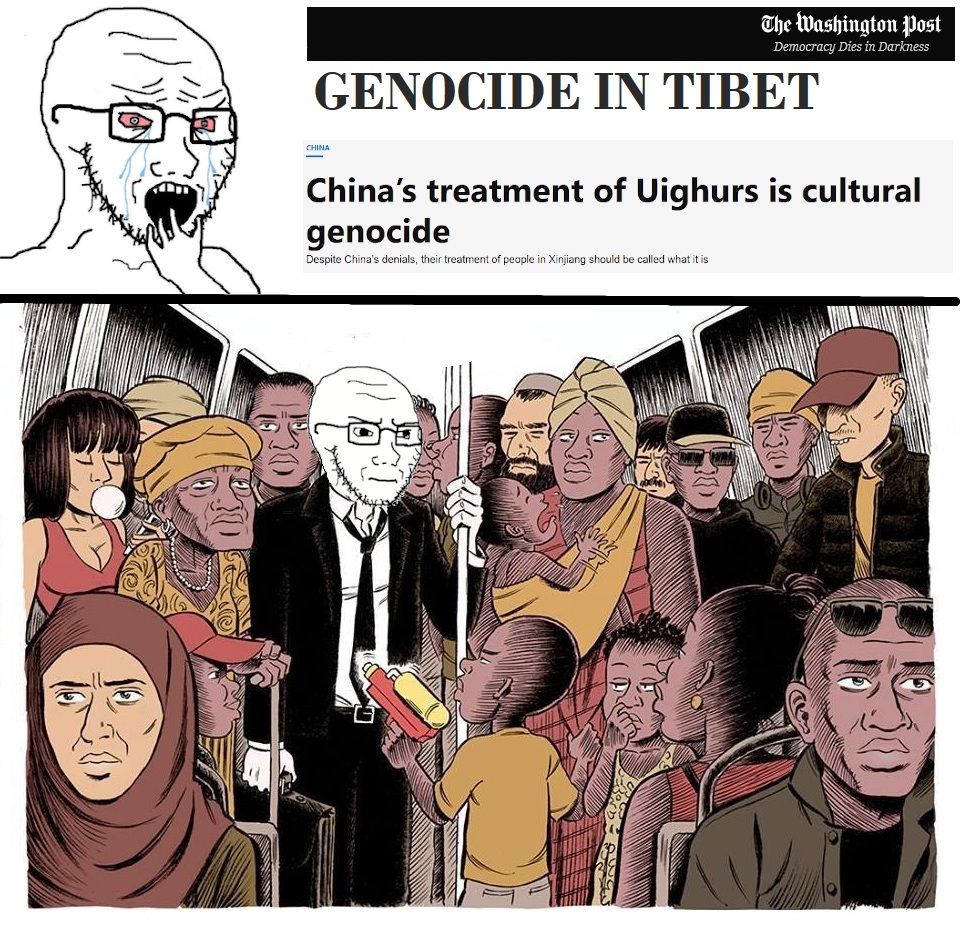 The Washington Post
Democracy Dies in Darkness
GENOCIDE IN TIBET
CHINA
China's treatment of Uighurs is cultural
genocide
Despite China's denials, their treatment of people in Xinjiang should be called what it is